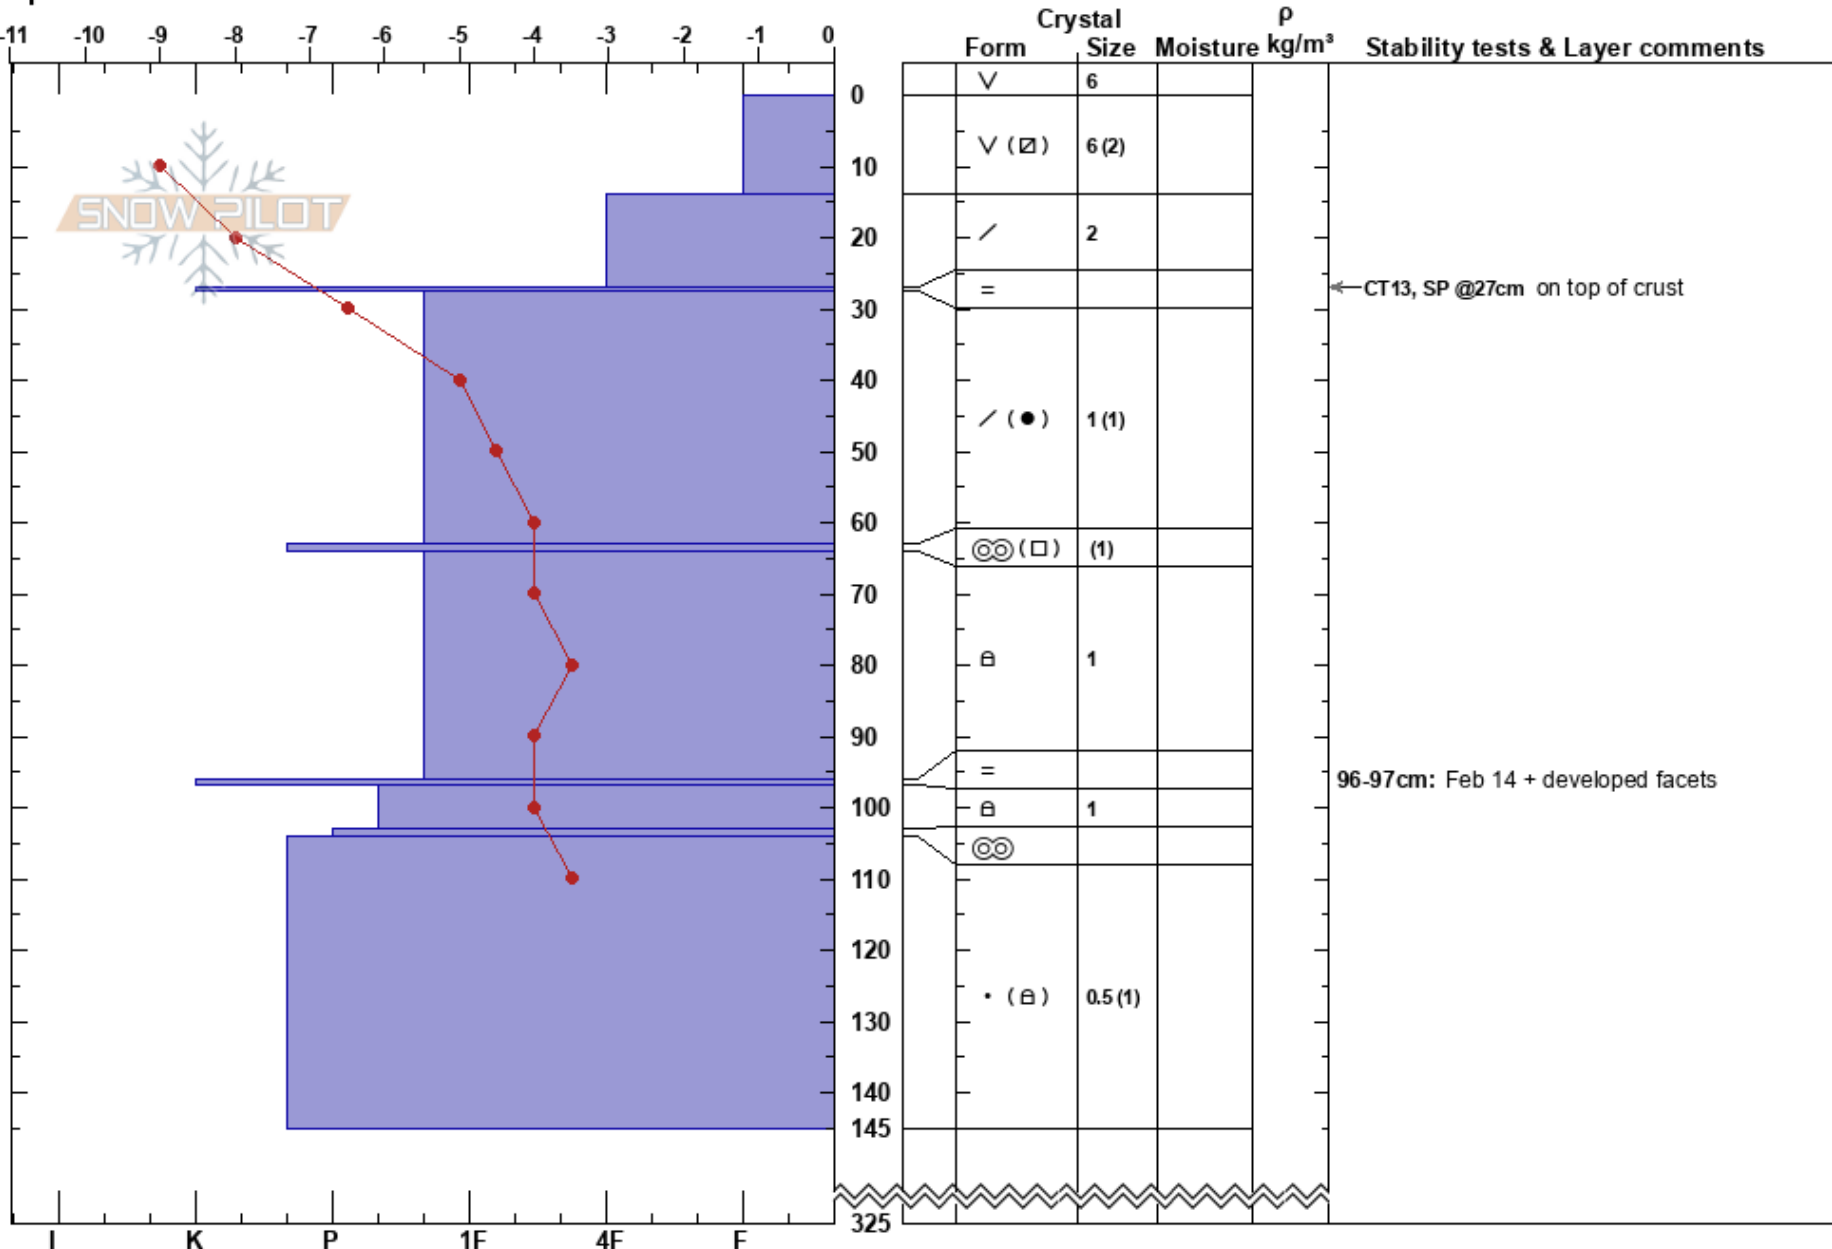 Crystal ρ
-11 -10 -9 -8 -7 -6 -5 -4 -3 -2 -1 0
Form Size Moisture kg/m³ Stability tests & Layer comments
V 6
0
V ( ) 6 (2)
10
SNOW PILOT
20 / 2
= CT13, SP @27cm on top of crust
30
40
/ (●) 1 (1)
50
60
(□) (1)
70
80 1
90
= 96-97cm: Feb 14 + developed facets
100 1
110
120
• ( ) 0.5 (1)
130
140
145
325
I K P 1F 4F F